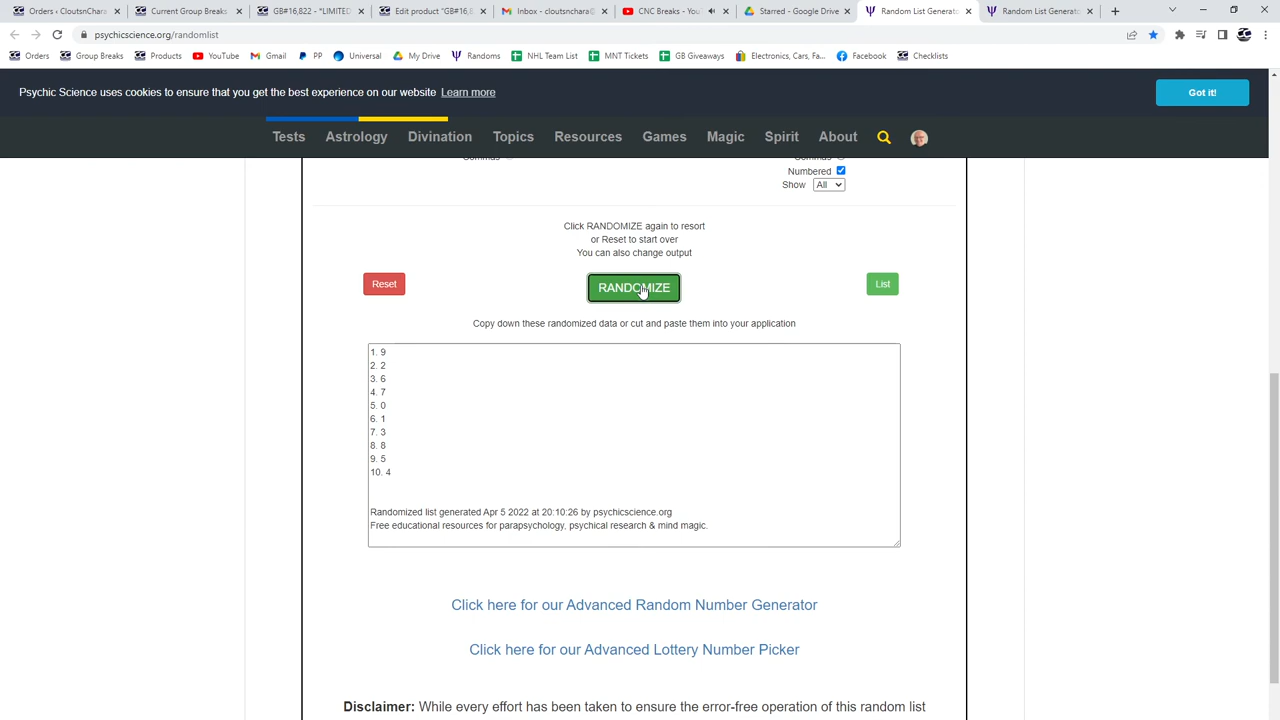 Orders ‹ CloutsnChara
Current Group Breaks
GB#16,822 - *LIMITED
Edit product "GB#16,8
Inbox - cloutsnchara@
CNC Breaks - You
Starred - Google Drive
Random List Generato
Random List Generato
psychicscience.org/randomlist
Orders
Group Breaks
Products
YouTube
Gmail
PP
Universal
My Drive
Randoms
NHL Team List
MNT Tickets
GB Giveaways
Electronics, Cars, Fa...
Facebook
Checklists
Psychic Science uses cookies to ensure that you get the best experience on our website Learn more
Got it!
Tests
Astrology
Divination
Topics
Resources
Games
Magic
Spirit
About
Numbered
Show All
Click RANDOMIZE again to resort
or Reset to start over
You can also change output
Reset
RANDOMIZE
List
Copy down these randomized data or cut and paste them into your application
1. 9
2. 2
3. 6
4. 7
5. 0
6. 1
7. 3
8. 8
9. 5
10. 4
Randomized list generated Apr 5 2022 at 20:10:26 by psychicscience.org
Free educational resources for parapsychology, psychical research & mind magic.
Click here for our Advanced Random Number Generator
Click here for our Advanced Lottery Number Picker
Disclaimer: While every effort has been taken to ensure the error-free operation of this random list